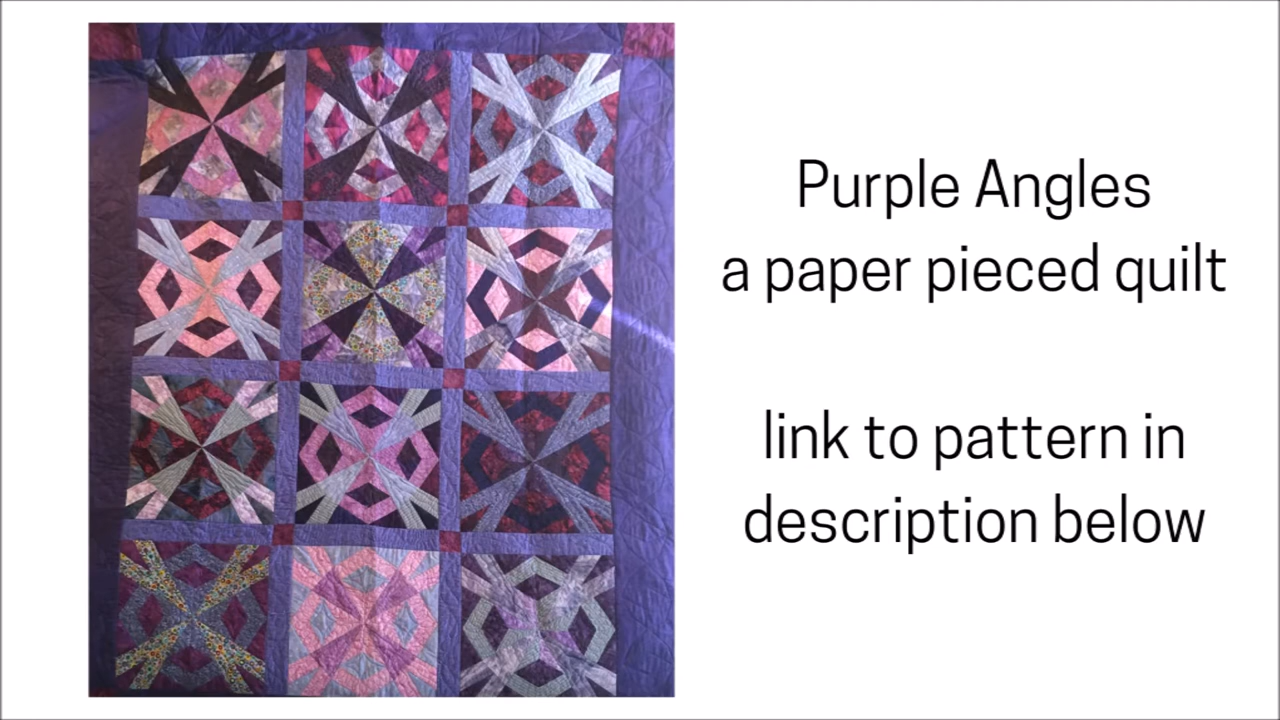 Purple Angles
a paper pieced quilt
link to pattern in
description below